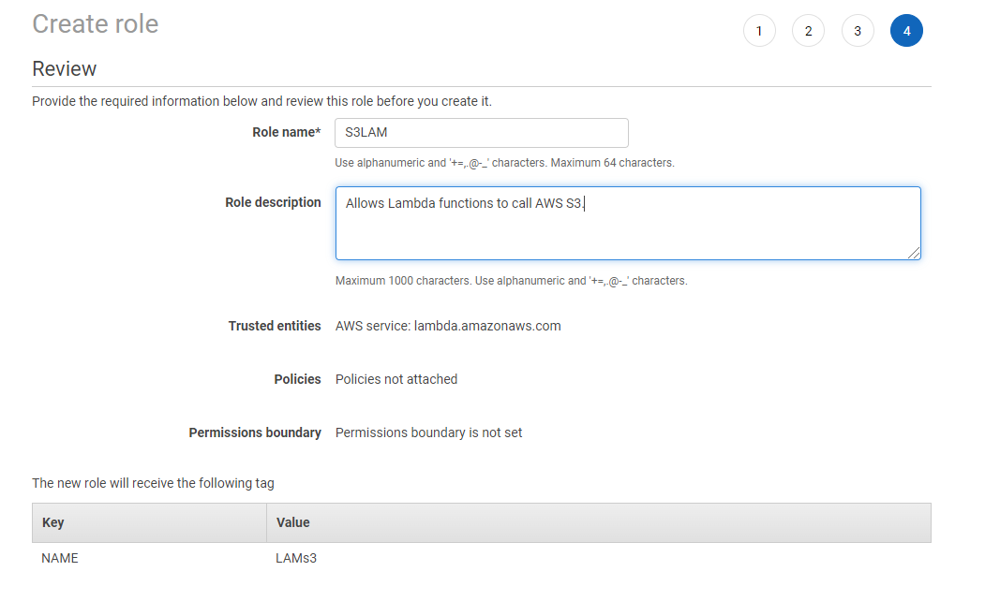 Create role
1 2 3 4
Review
Provide the required information below and review this role before you create it.
Role name* S3LAM
Use alphanumeric and '+=,.@-_' characters. Maximum 64 characters.
Role description Allows Lambda functions to call AWS S3.
Maximum 1000 characters. Use alphanumeric and '+=,.@-_' characters.
Trusted entities AWS service: lambda.amazonaws.com
Policies Policies not attached
Permissions boundary Permissions boundary is not set
The new role will receive the following tag
Key Value
NAME LAMs3